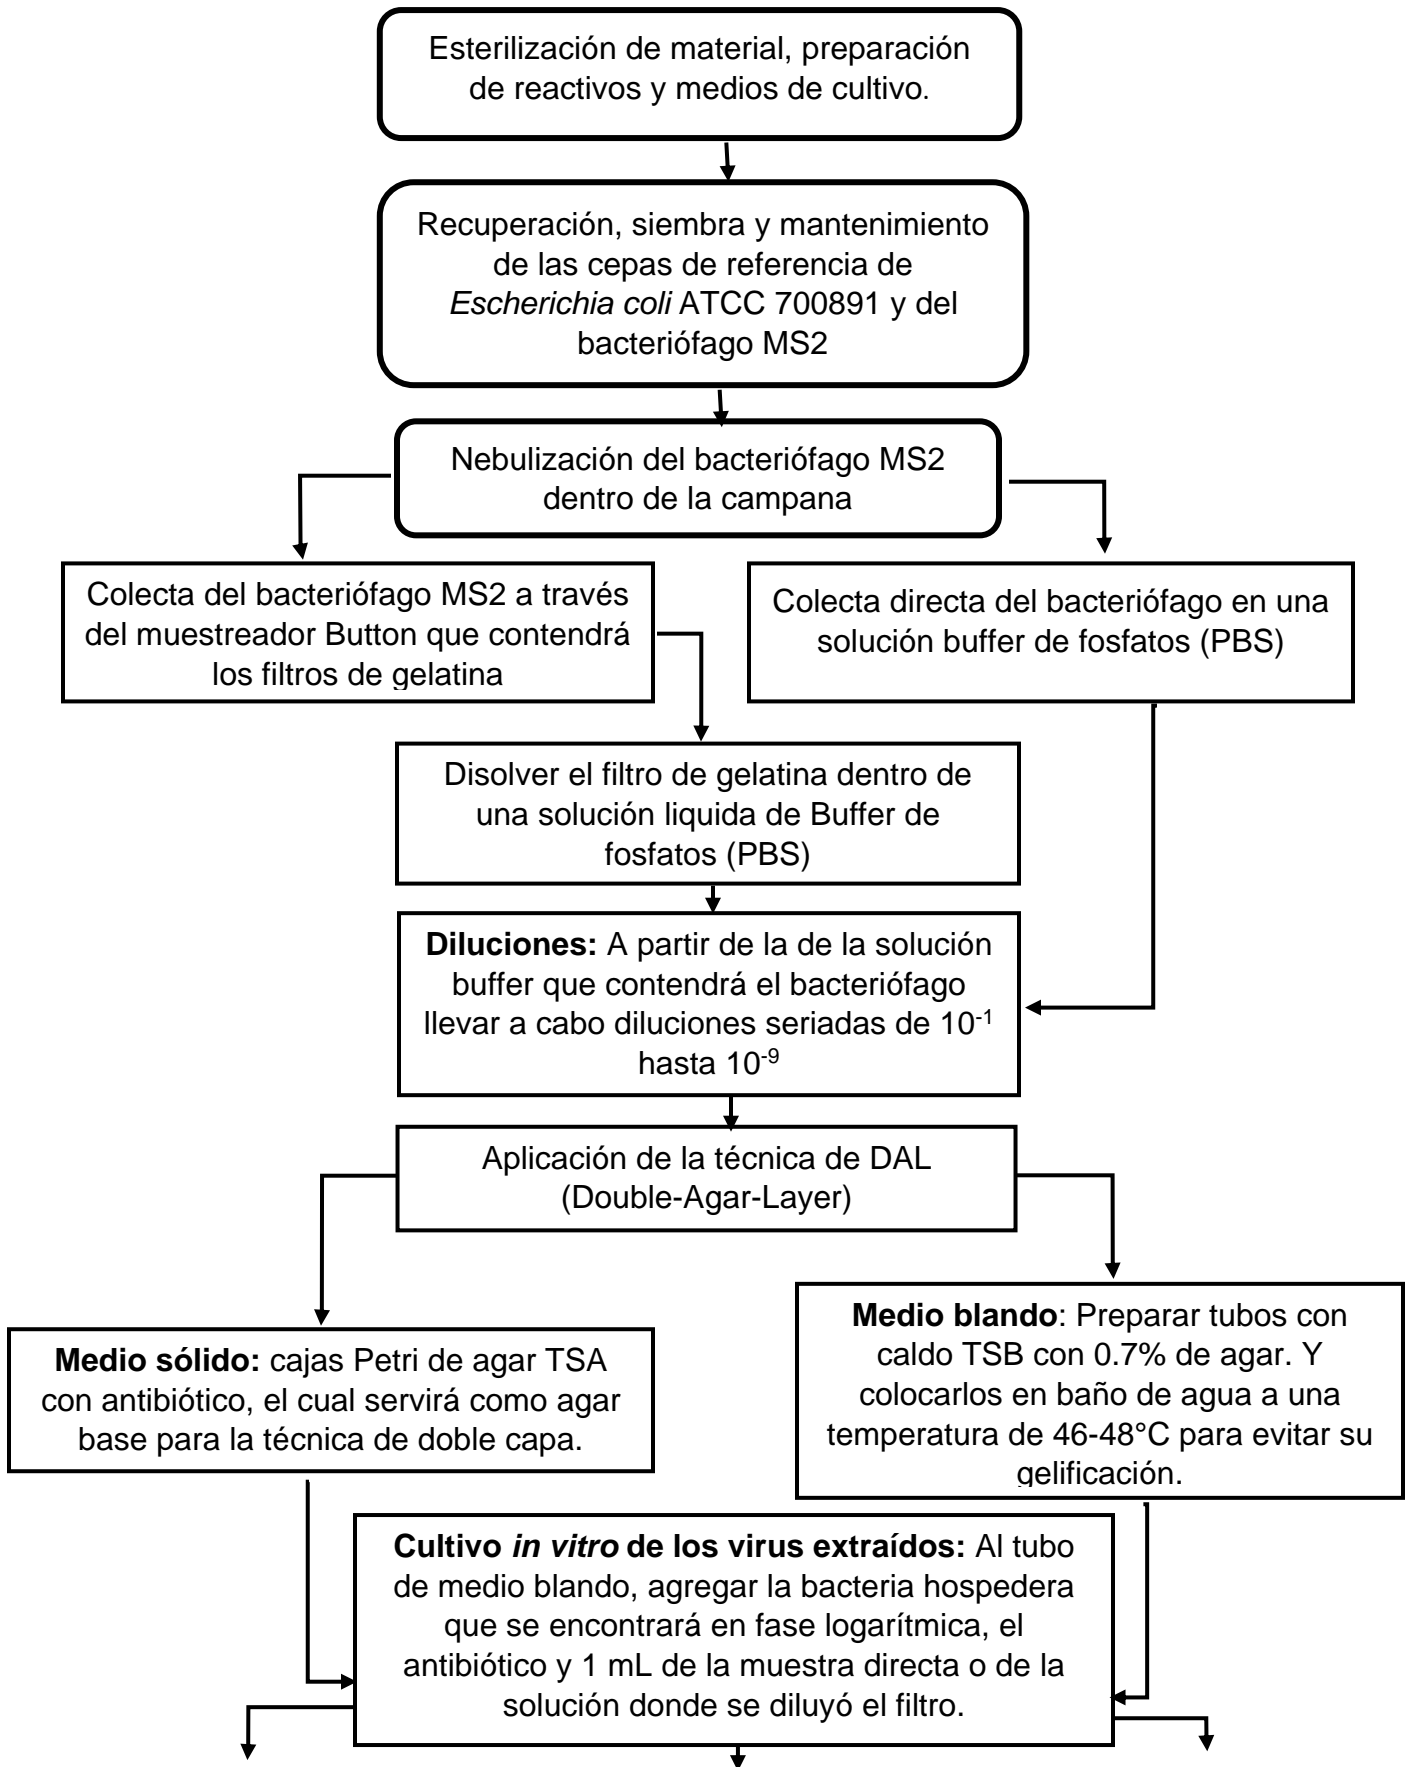 Esterilización de material, preparación
de reactivos y medios de cultivo.
Recuperación, siembra y mantenimiento
de las cepas de referencia de
Escherichia coli ATCC 700891 y del
bacteriófago MS2
Nebulización del bacteriófago MS2
dentro de la campana
Colecta del bacteriófago MS2 a través
del muestreador Button que contendrá
los filtros de gelatina
Colecta directa del bacteriófago en una
solución buffer de fosfatos (PBS)
Disolver el filtro de gelatina dentro de
una solución liquida de Buffer de
fosfatos (PBS)
Diluciones: A partir de la de la solución
buffer que contendrá el bacteriófago
llevar a cabo diluciones seriadas de 10⁻¹
hasta 10⁻⁹
Aplicación de la técnica de DAL
(Double-Agar-Layer)
Medio sólido: cajas Petri de agar TSA
con antibiótico, el cual servirá como agar
base para la técnica de doble capa.
Medio blando: Preparar tubos con
caldo TSB con 0.7% de agar. Y
colocarlos en baño de agua a una
temperatura de 46-48°C para evitar su
gelificación.
Cultivo in vitro de los virus extraídos: Al tubo
de medio blando, agregar la bacteria hospedera
que se encontrará en fase logarítmica, el
antibiótico y 1 mL de la muestra directa o de la
solución donde se diluyó el filtro.